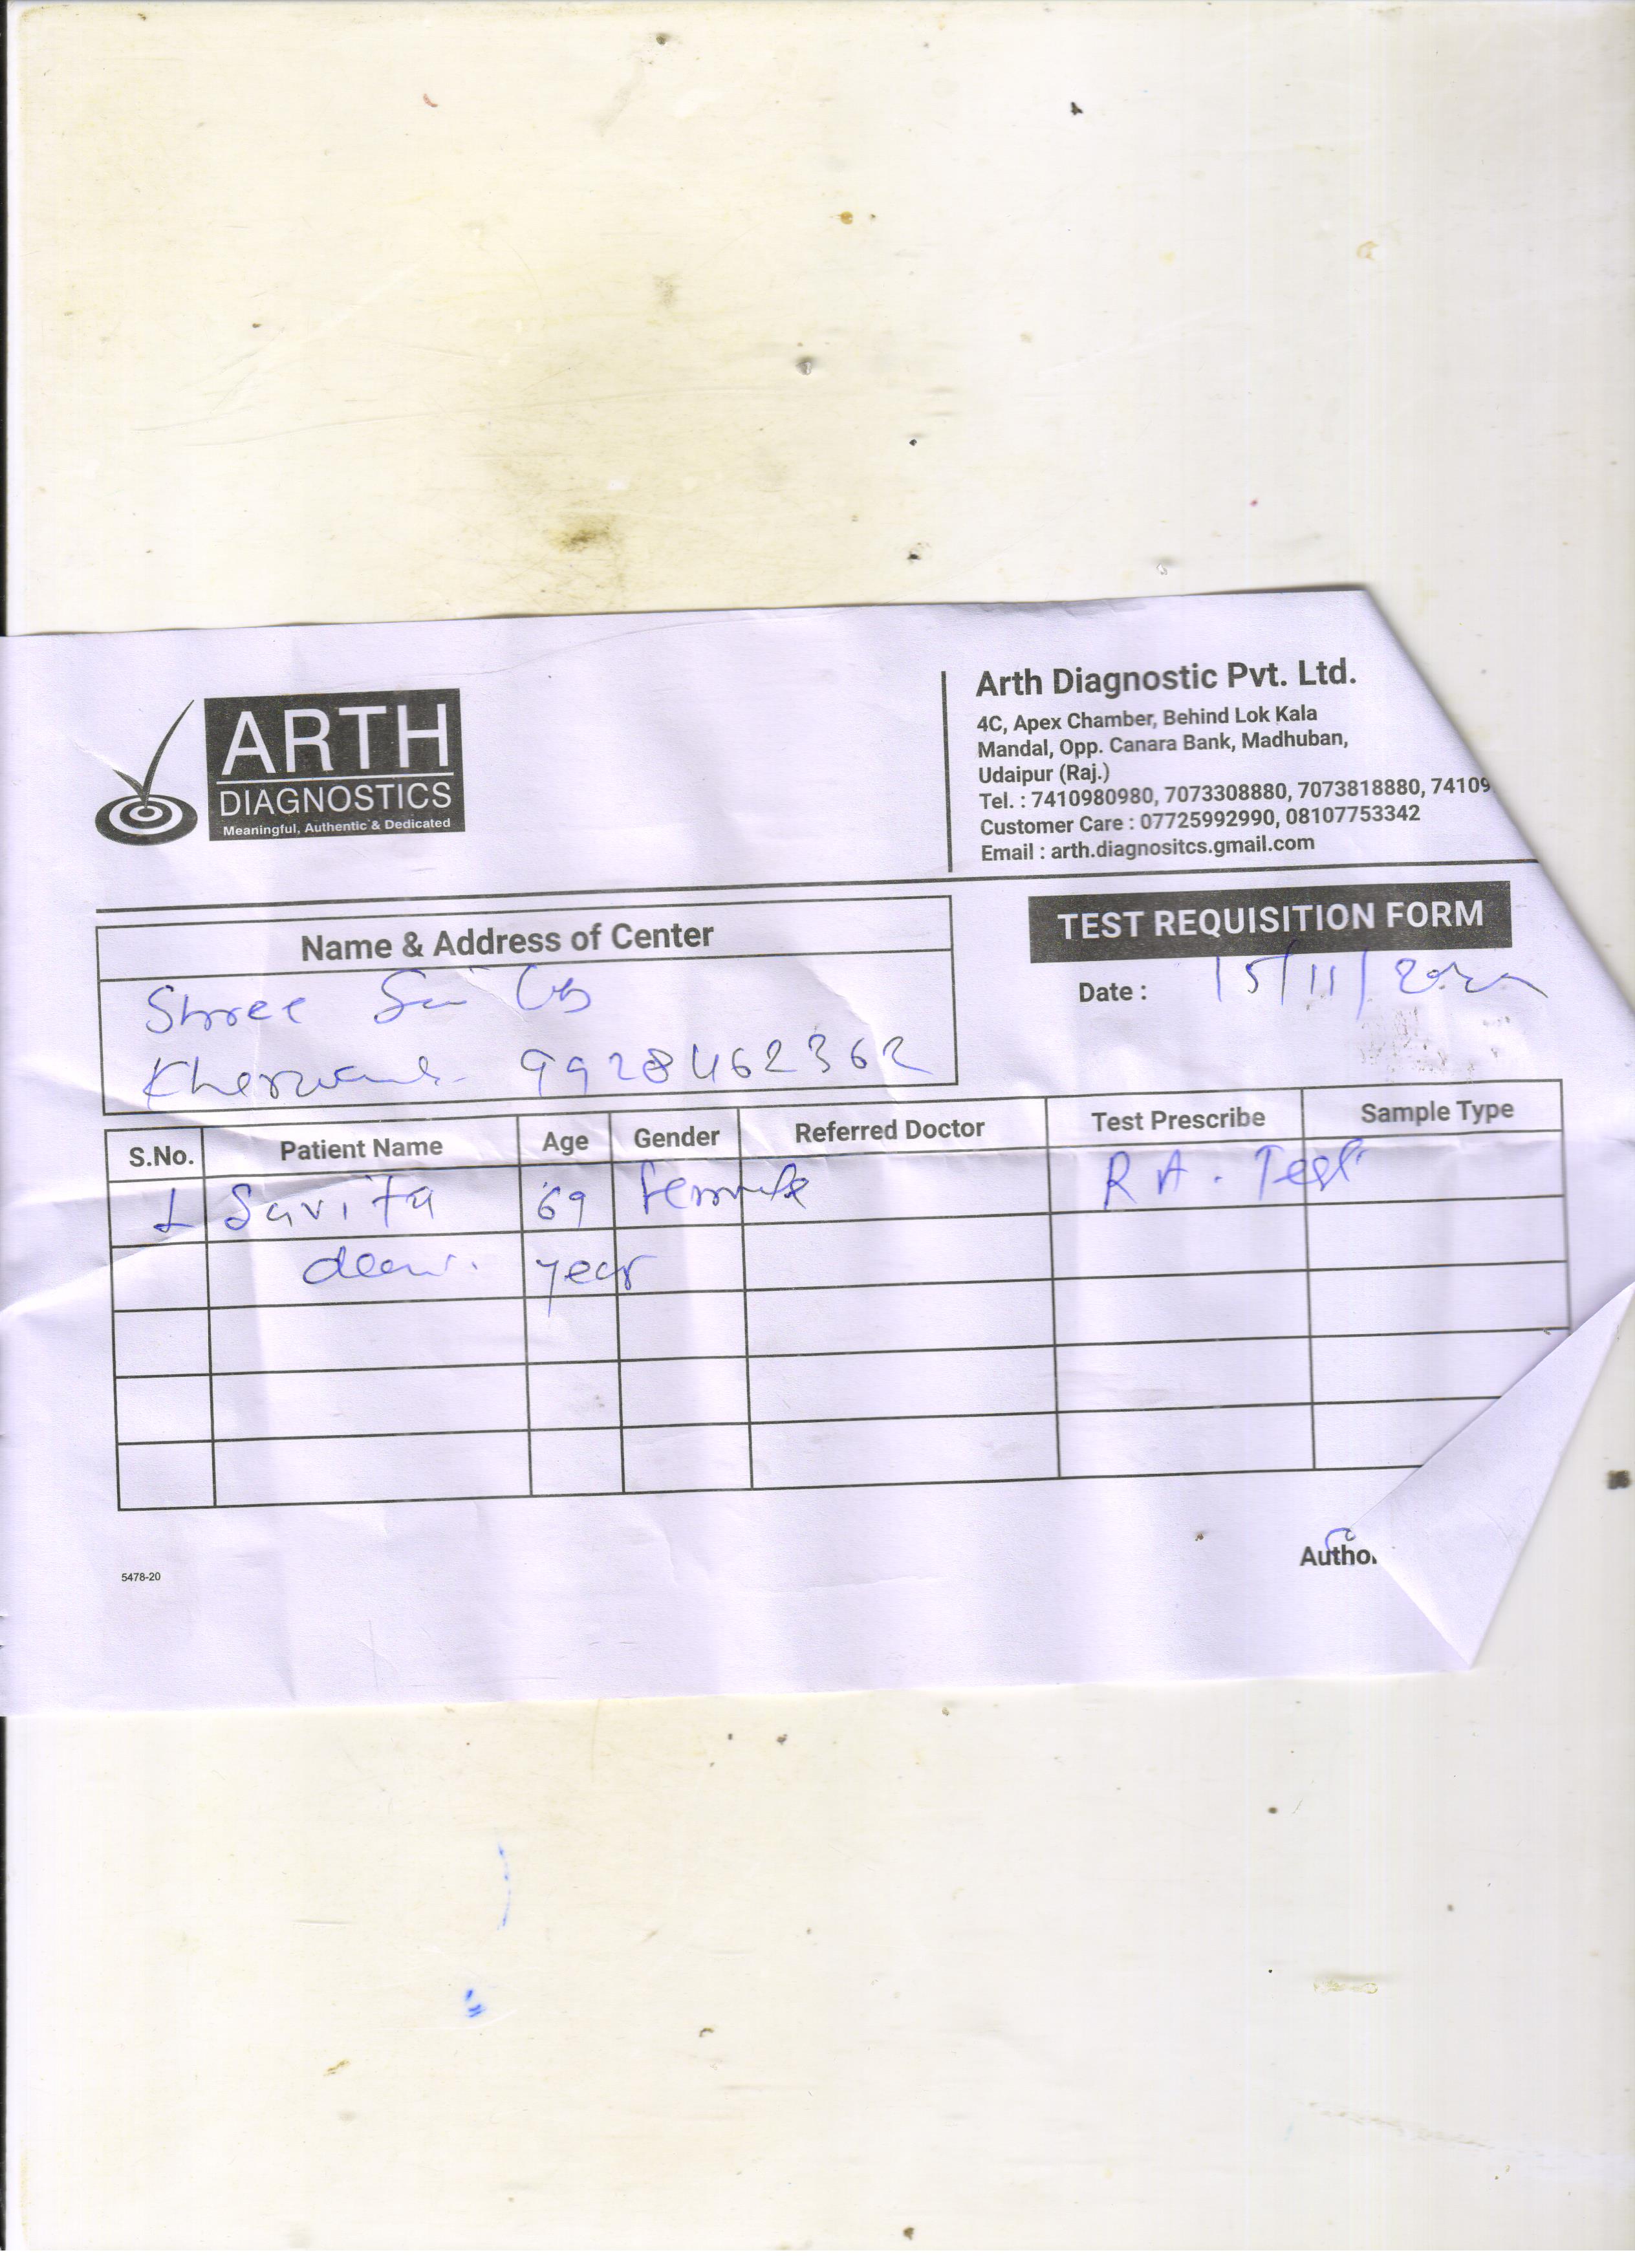 ARTH
DIAGNOSTICS
Meaningful, Authentic & Dedicated
Arth Diagnostic Pvt. Ltd.
4C, Apex Chamber, Behind Lok Kala
Mandal, Opp. Canara Bank, Madhuban,
Udaipur (Raj.)
Tel. : 7410980980, 7073308880, 7073818880, 74109
Customer Care : 07725992990, 08107753342
Email : arth.diagnositcs.gmail.com
Name & Address of Center
Shree
9928462362
TEST REQUISITION FORM
Date : 15/11/
S.No. Patient Name Age Gender Referred Doctor Test Prescribe Sample Type
1 Savita 69 female R A. Test
year
Autho
5478-20